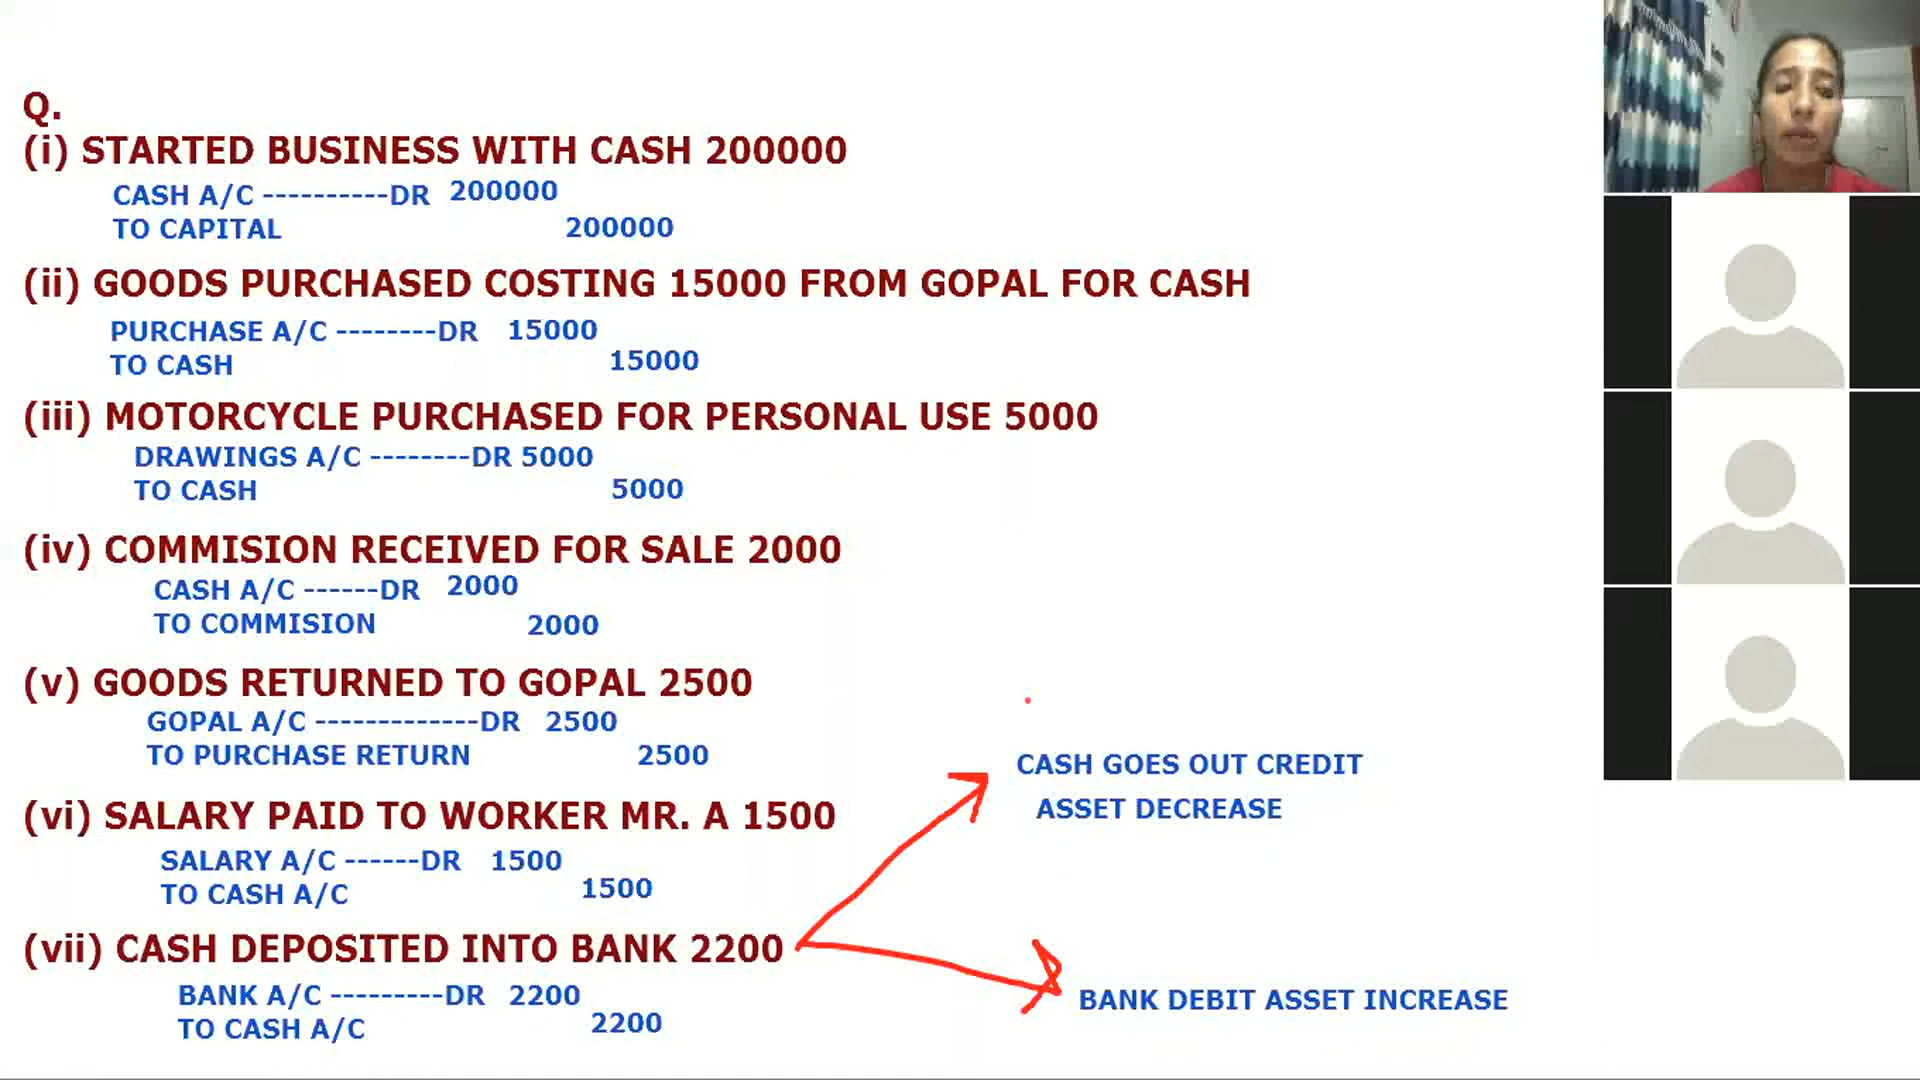 Q.
(i) STARTED BUSINESS WITH CASH 200000
CASH A/C ----------DR 200000
TO CAPITAL 200000
(ii) GOODS PURCHASED COSTING 15000 FROM GOPAL FOR CASH
PURCHASE A/C --------DR 15000
TO CASH 15000
(iii) MOTORCYCLE PURCHASED FOR PERSONAL USE 5000
DRAWINGS A/C --------DR 5000
TO CASH 5000
(iv) COMMISION RECEIVED FOR SALE 2000
CASH A/C ------DR 2000
TO COMMISION 2000
(v) GOODS RETURNED TO GOPAL 2500
GOPAL A/C -------------DR 2500
TO PURCHASE RETURN 2500
CASH GOES OUT CREDIT
ASSET DECREASE
(vi) SALARY PAID TO WORKER MR. A 1500
SALARY A/C ------DR 1500
TO CASH A/C 1500
(vii) CASH DEPOSITED INTO BANK 2200
BANK A/C ---------DR 2200
TO CASH A/C 2200
BANK DEBIT ASSET INCREASE